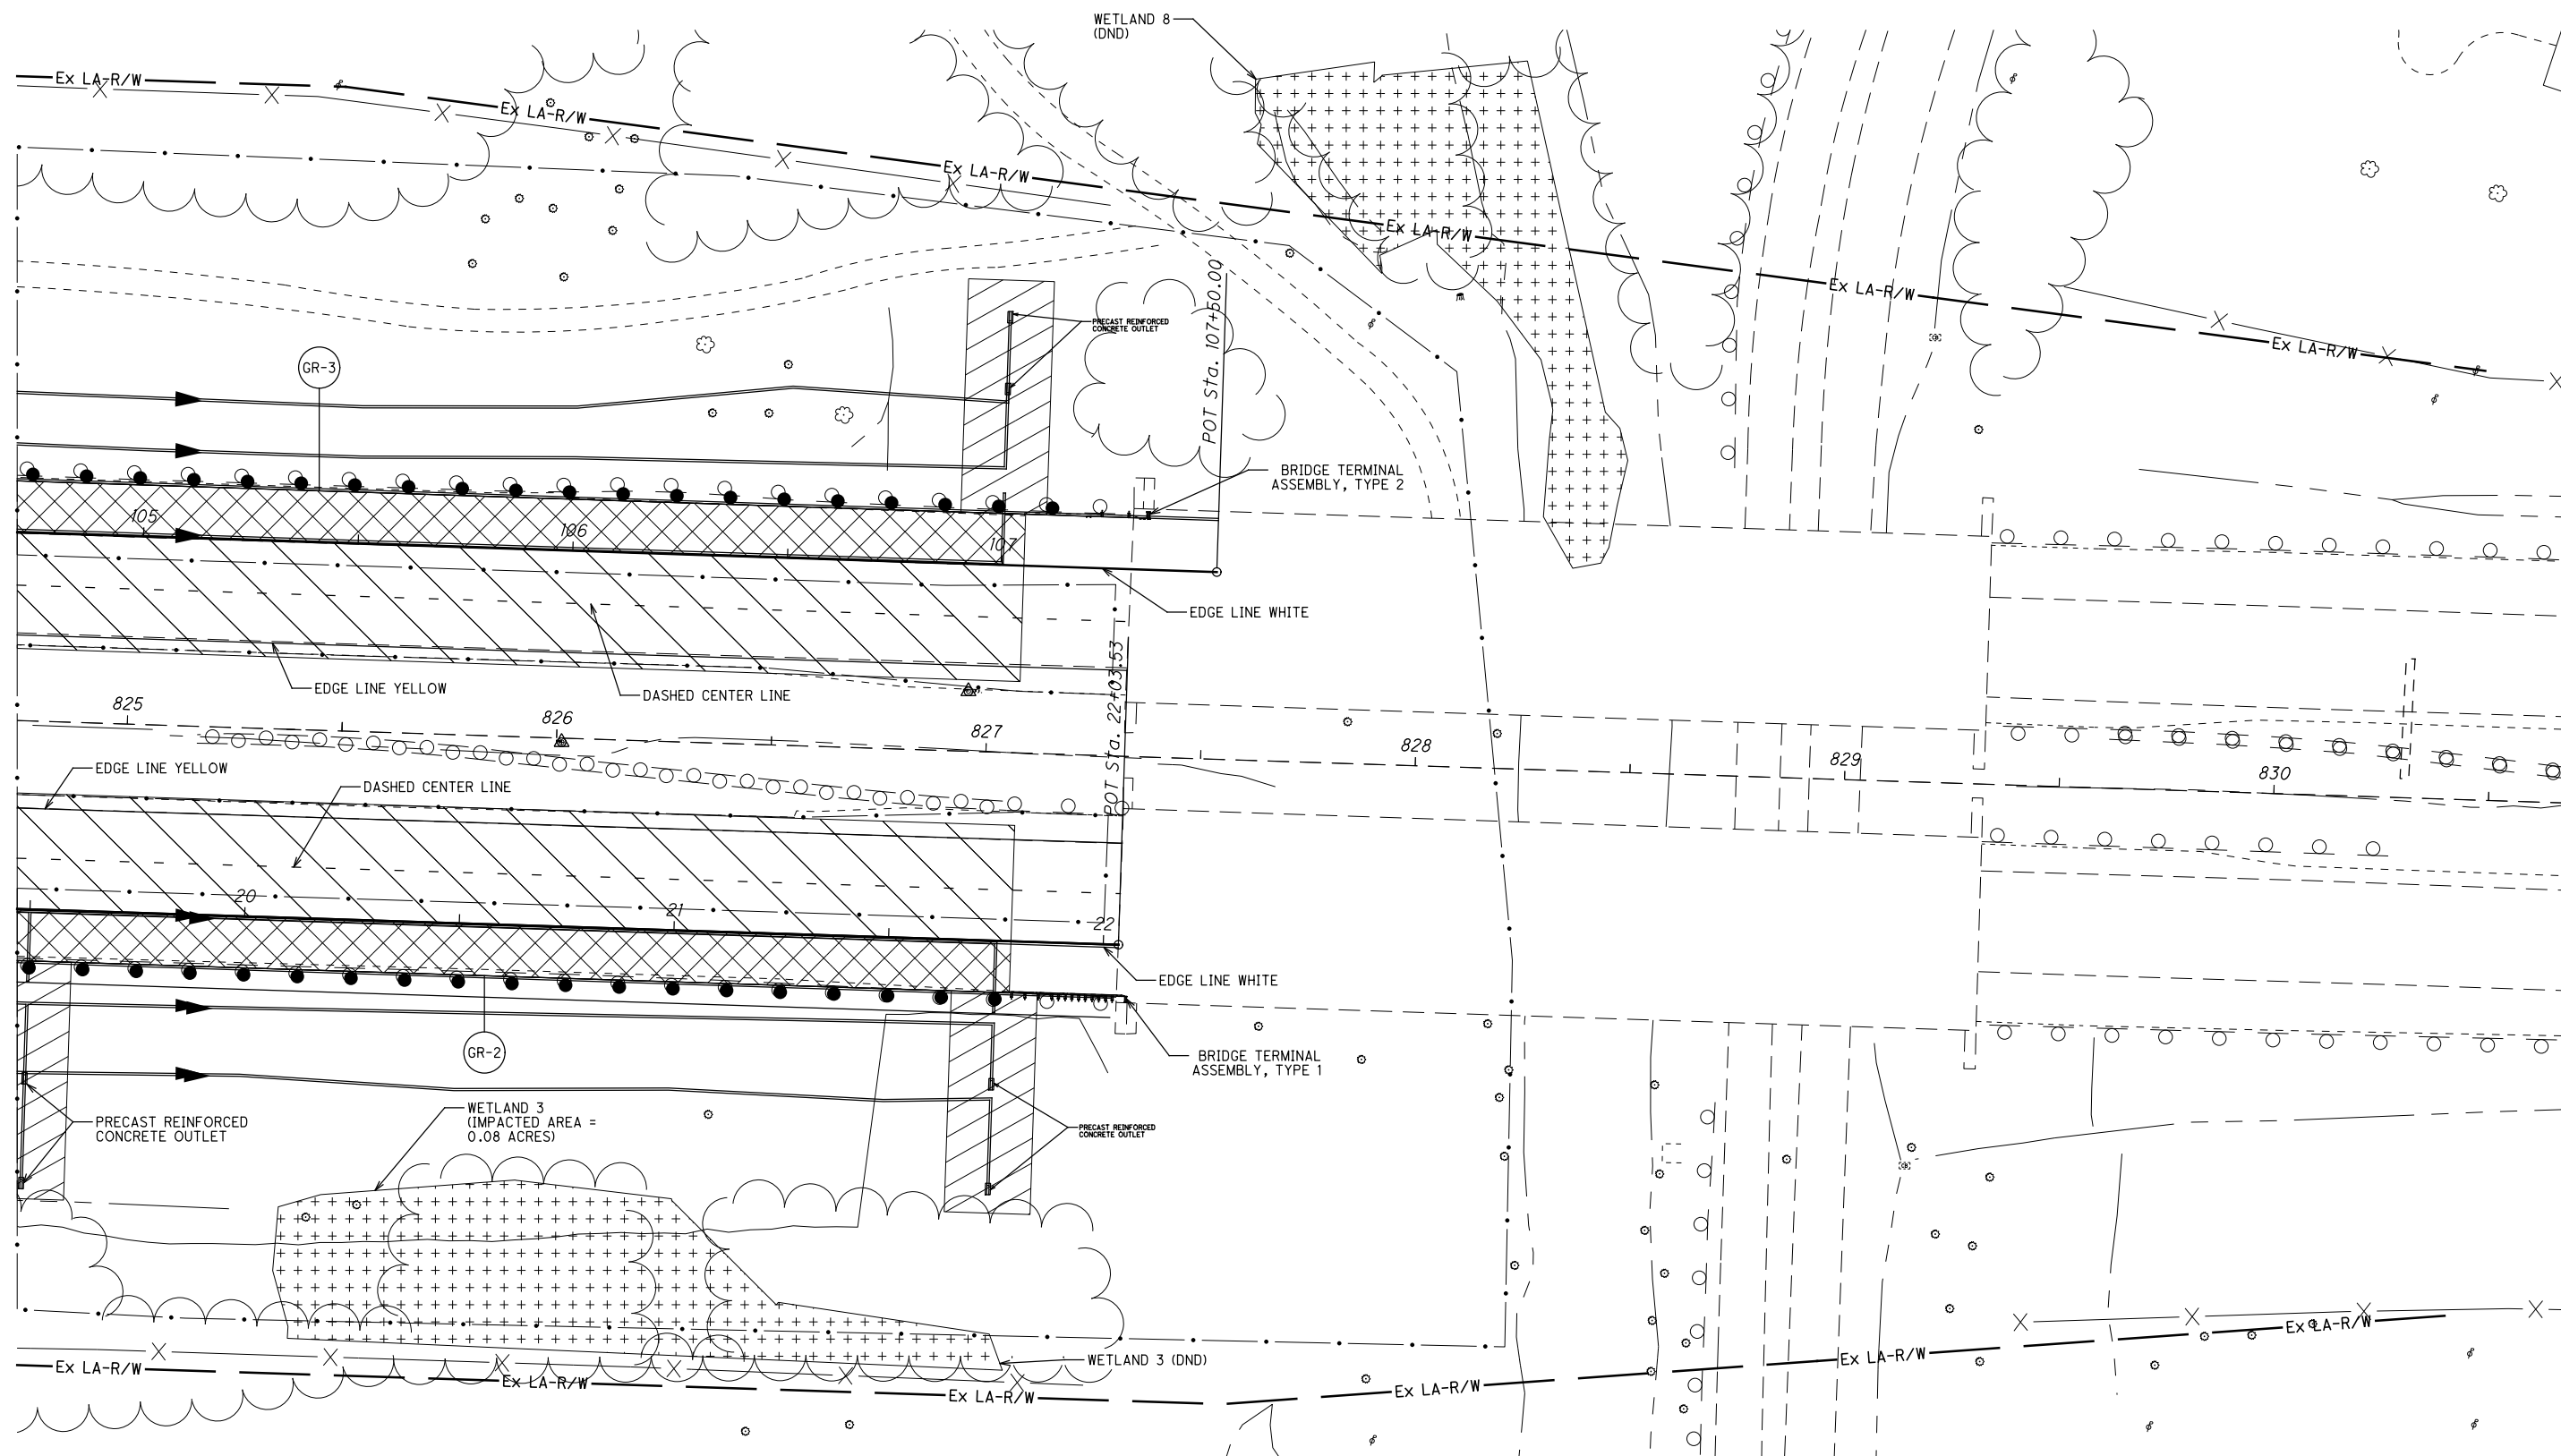 WETLAND 8
(DND)
Ex LA-R/W
Ex LA-R/W
Ex LA-R/W
Ex LA-R/W
Ex LA-R/W
Ex LA-R/W
POT Sta. 107+50.00
PRECAST REINFORCED
CONCRETE OUTLET
GR-3
BRIDGE TERMINAL
ASSEMBLY, TYPE 2
105
106
107
EDGE LINE WHITE
EDGE LINE YELLOW
DASHED CENTER LINE
POT Sta. 22+03.53
825
826
827
828
829
830
EDGE LINE YELLOW
DASHED CENTER LINE
20
21
22
EDGE LINE WHITE
GR-2
BRIDGE TERMINAL
ASSEMBLY, TYPE 1
PRECAST REINFORCED
CONCRETE OUTLET
WETLAND 3
(IMPACTED AREA =
0.08 ACRES)
PRECAST REINFORCED
CONCRETE OUTLET
WETLAND 3 (DND)
Ex LA-R/W
Ex LA-R/W
Ex LA-R/W
Ex LA-R/W
Ex LA-R/W
Ex LA-R/W